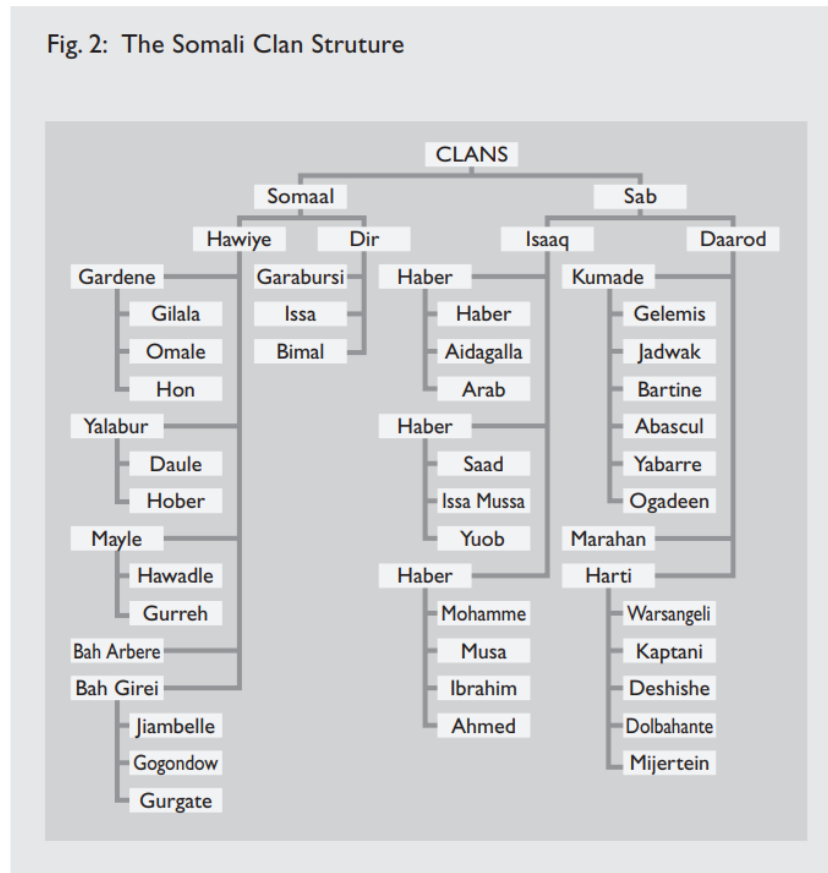 Fig. 2: The Somali Clan Struture
CLANS
Somaal
Sab
Hawiye
Dir
Isaaq
Daarod
Gardene
Gilala
Omale
Hon
Yalabur
Daule
Hober
Mayle
Hawadle
Gurreh
Bah Arbere
Bah Girei
Jiambelle
Gogondow
Gurgate
Garabursi
Issa
Bimal
Haber
Haber
Aidagalla
Arab
Haber
Saad
Issa Mussa
Yuob
Haber
Mohamme
Musa
Ibrahim
Ahmed
Kumade
Gelemis
Jadwak
Bartine
Abascul
Yabarre
Ogadeen
Marahan
Harti
Warsangeli
Kaptani
Deshishe
Dolbahante
Mijertein